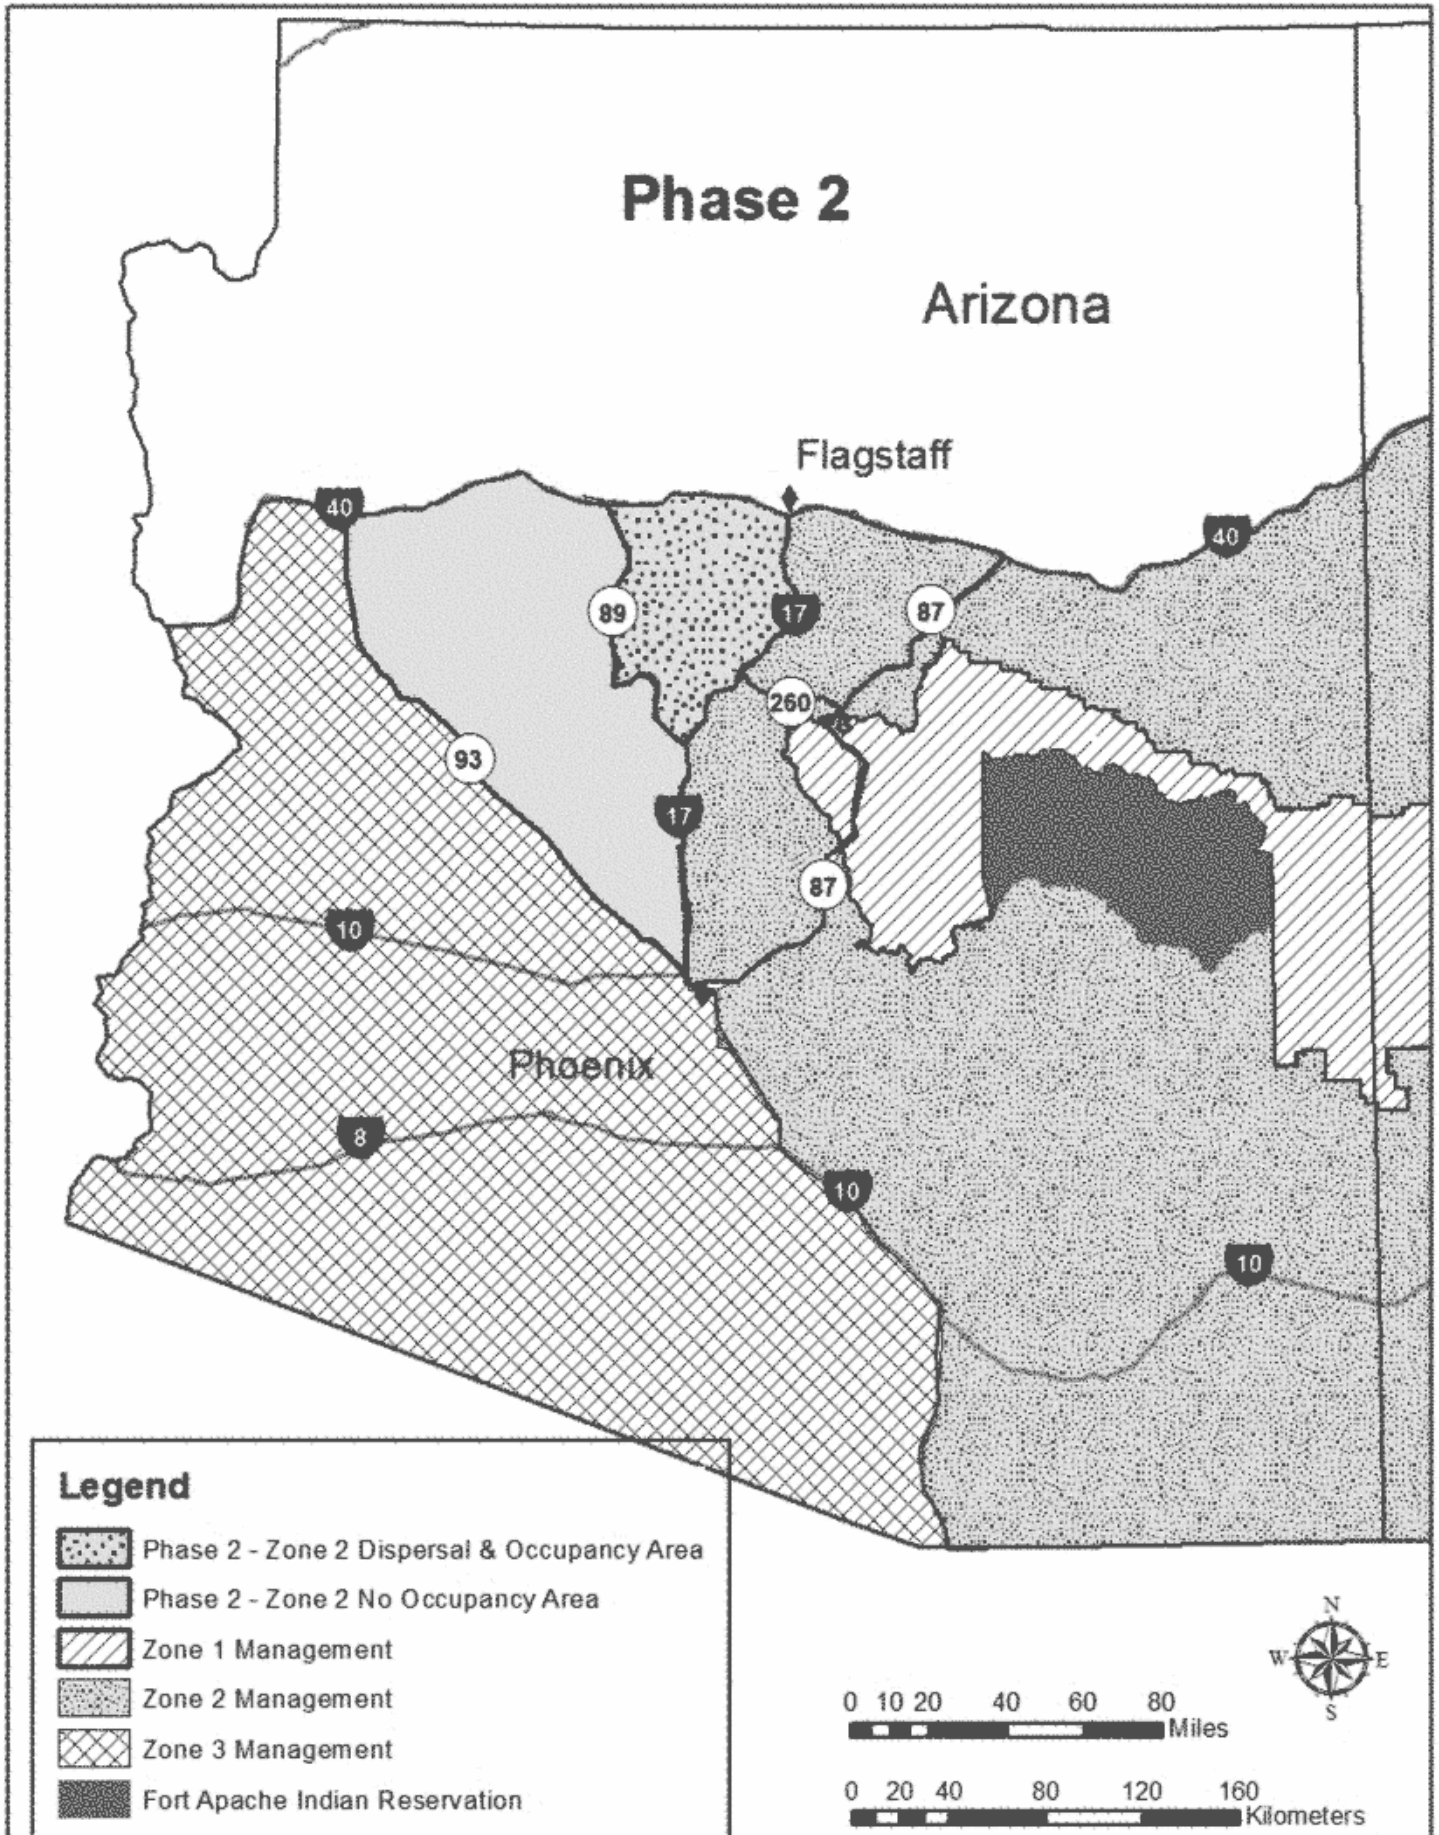 Phase 2
Arizona
Flagstaff
40
40
89
17
87
260
93
17
87
10
Phoenix
8
10
10
Legend
Phase 2 - Zone 2 Dispersal & Occupancy Area
Phase 2 - Zone 2 No Occupancy Area
Zone 1 Management
Zone 2 Management
Zone 3 Management
Fort Apache Indian Reservation
N
W E
S
0 10 20 40 60 80
Miles
0 20 40 80 120 160
Kilometers